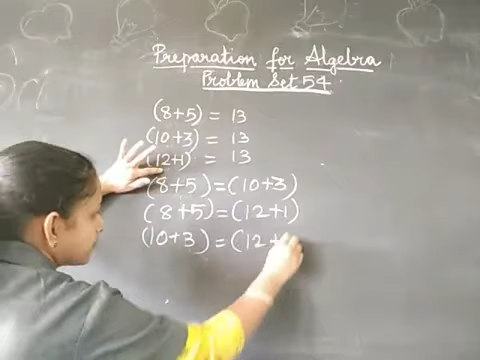 Preparation for Algebra
Problem Set 54
(8+5) = 13
(10+3) = 13
(12+1) = 13
(8+5)=(10+3)
(8+5)=(12+1)
(10+3)=(12+